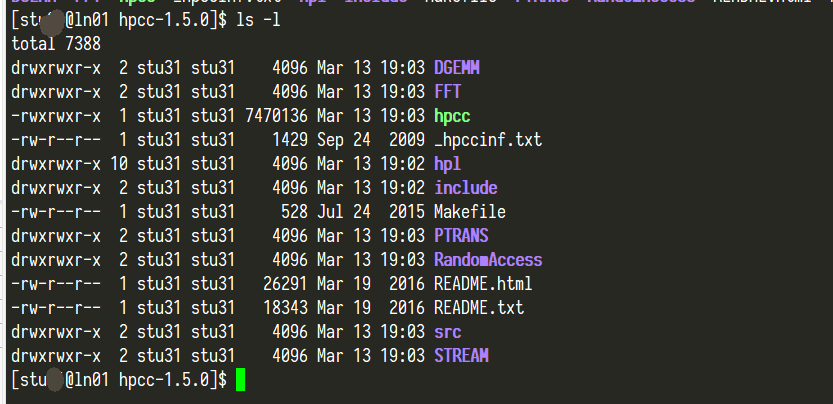 [stu @ln01 hpcc-1.5.0]$ ls -l
total 7388
drwxrwxr-x  2 stu31 stu31    4096 Mar 13 19:03 DGEMM
drwxrwxr-x  2 stu31 stu31    4096 Mar 13 19:03 FFT
-rwxrwxr-x  1 stu31 stu31 7470136 Mar 13 19:03 hpcc
-rw-r--r--  1 stu31 stu31    1429 Sep 24  2009 _hpccinf.txt
drwxrwxr-x 10 stu31 stu31    4096 Mar 13 19:02 hpl
drwxrwxr-x  2 stu31 stu31    4096 Mar 13 19:02 include
-rw-r--r--  1 stu31 stu31     528 Jul 24  2015 Makefile
drwxrwxr-x  2 stu31 stu31    4096 Mar 13 19:03 PTRANS
drwxrwxr-x  2 stu31 stu31    4096 Mar 13 19:03 RandomAccess
-rw-r--r--  1 stu31 stu31   26291 Mar 19  2016 README.html
-rw-r--r--  1 stu31 stu31   18343 Mar 19  2016 README.txt
drwxrwxr-x  2 stu31 stu31    4096 Mar 13 19:03 src
drwxrwxr-x  2 stu31 stu31    4096 Mar 13 19:03 STREAM
[stu @ln01 hpcc-1.5.0]$